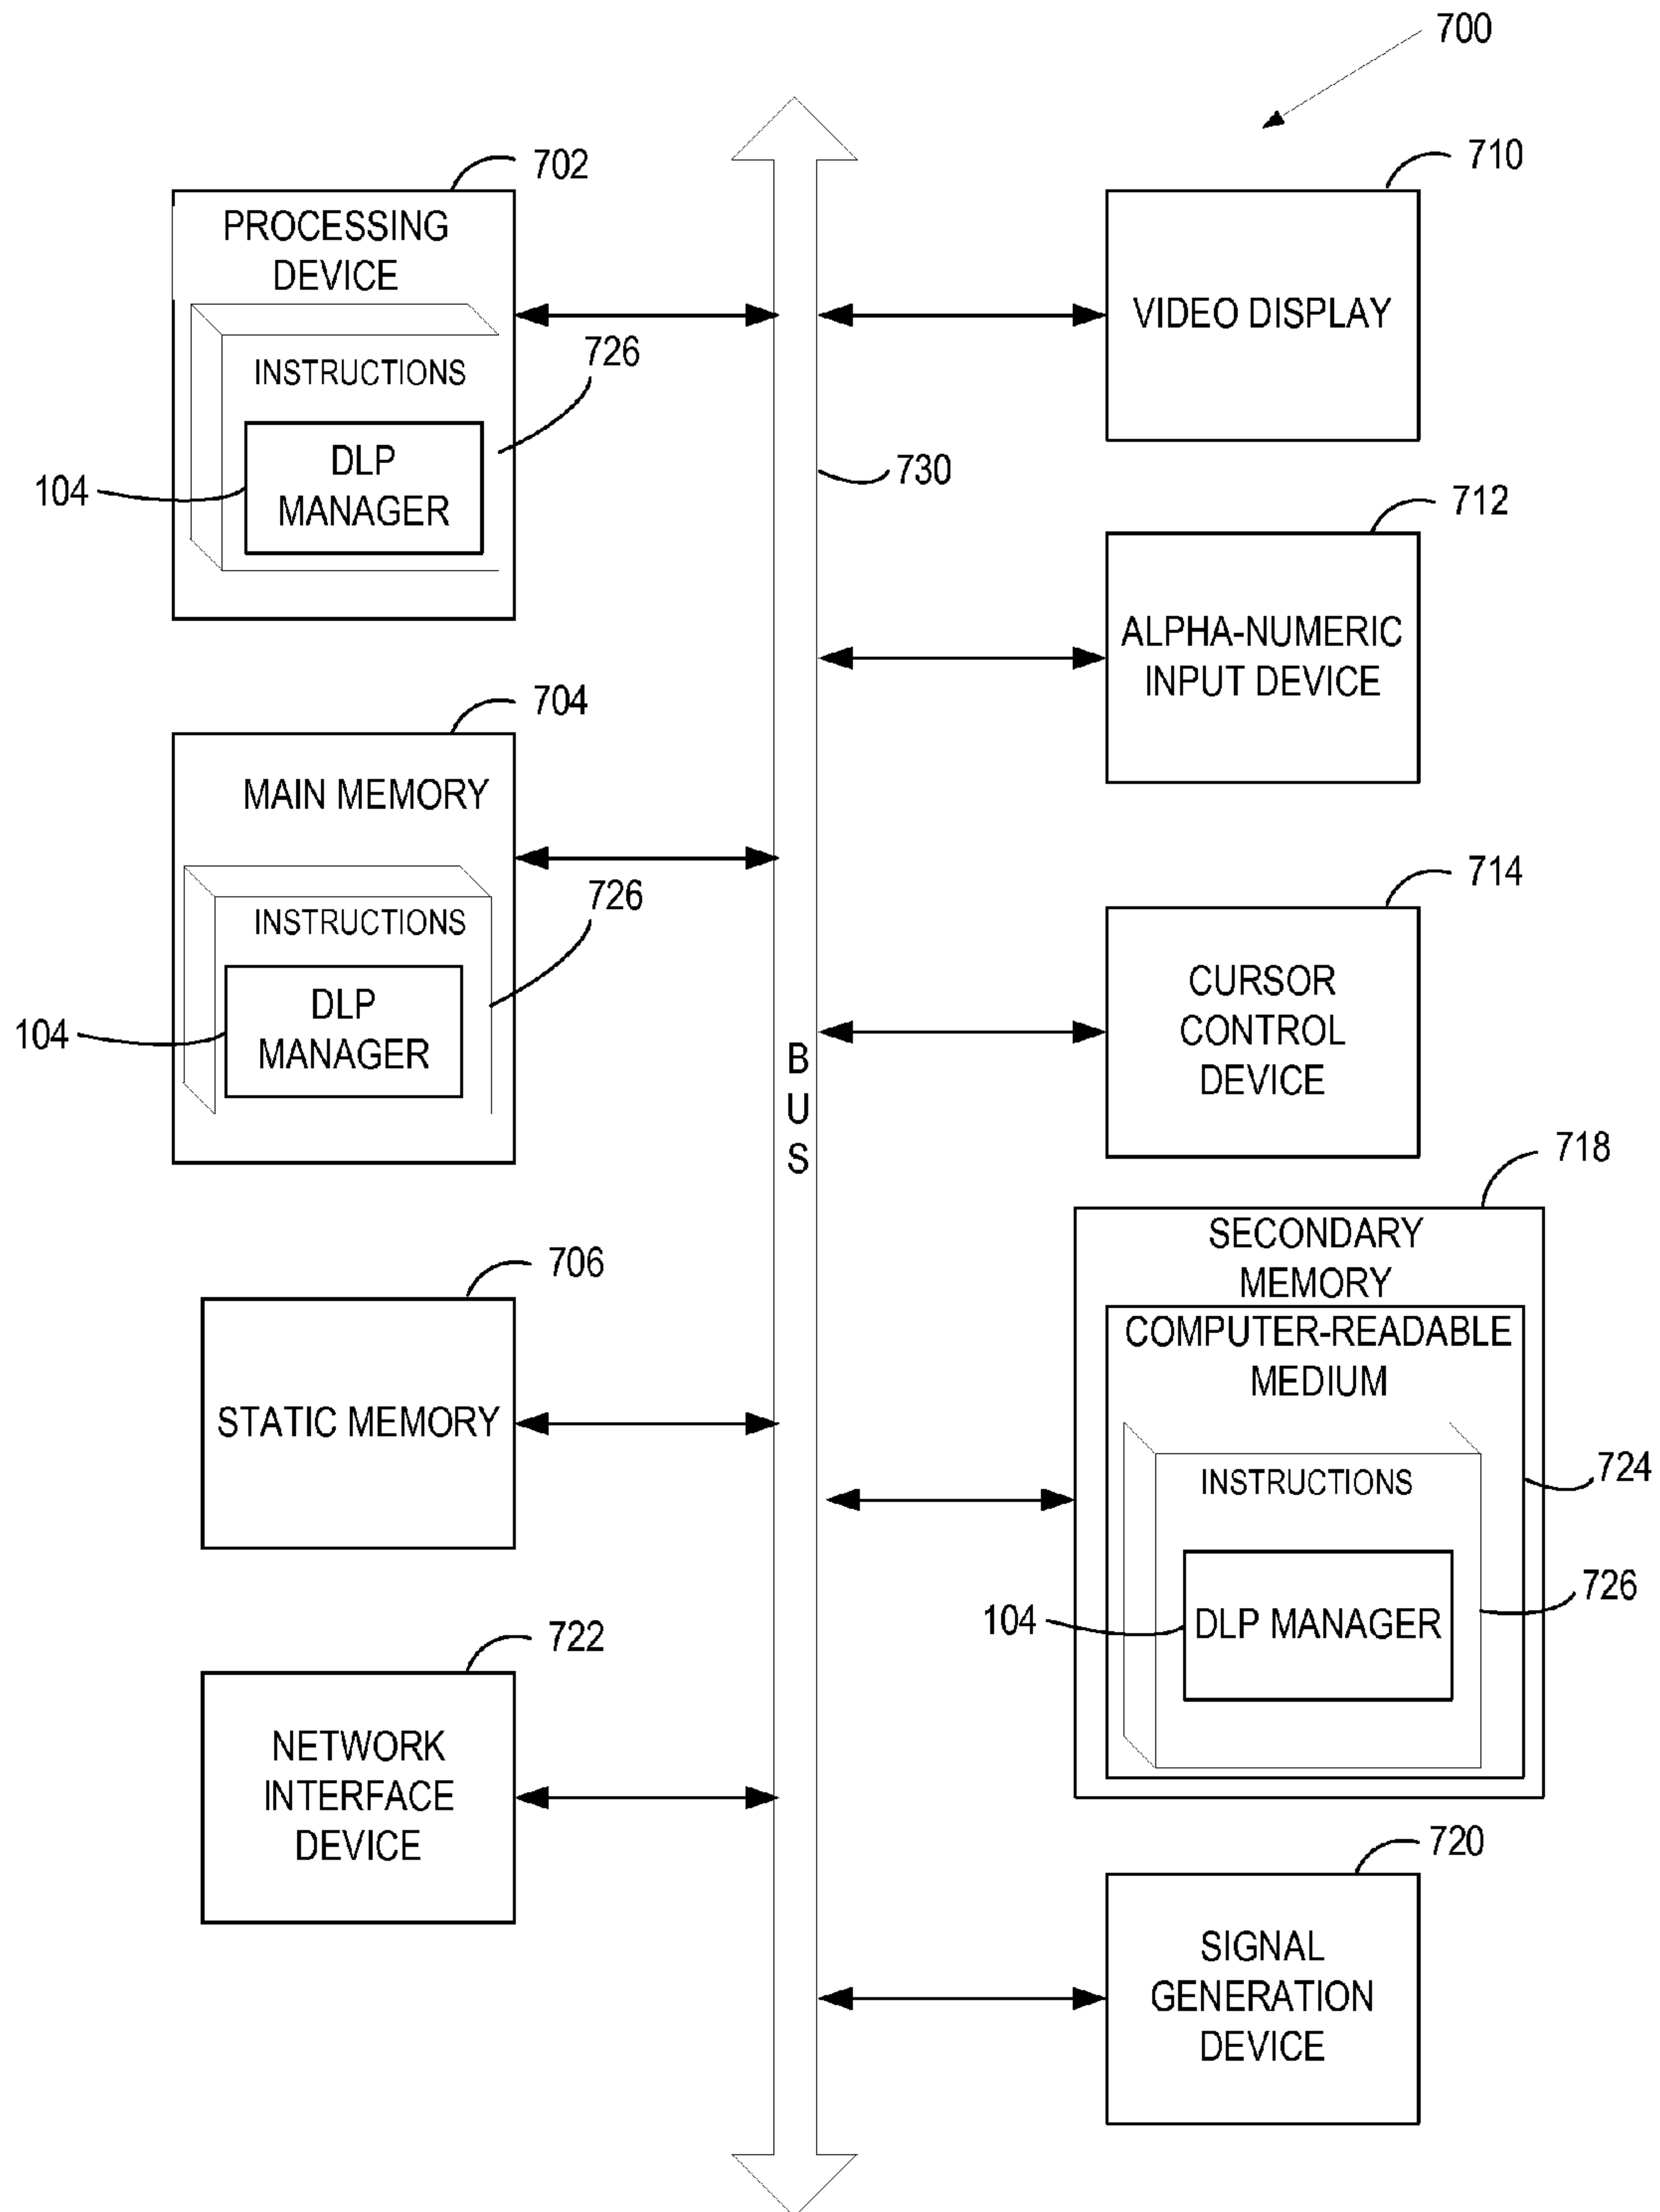 700
702
PROCESSING
DEVICE
INSTRUCTIONS
726
DLP
MANAGER
104
704
MAIN MEMORY
INSTRUCTIONS
726
DLP
MANAGER
104
706
STATIC MEMORY
722
NETWORK
INTERFACE
DEVICE
730
B
U
S
710
VIDEO DISPLAY
712
ALPHA-NUMERIC
INPUT DEVICE
714
CURSOR
CONTROL
DEVICE
718
SECONDARY
MEMORY
COMPUTER-READABLE
MEDIUM
724
INSTRUCTIONS
726
104
DLP MANAGER
720
SIGNAL
GENERATION
DEVICE